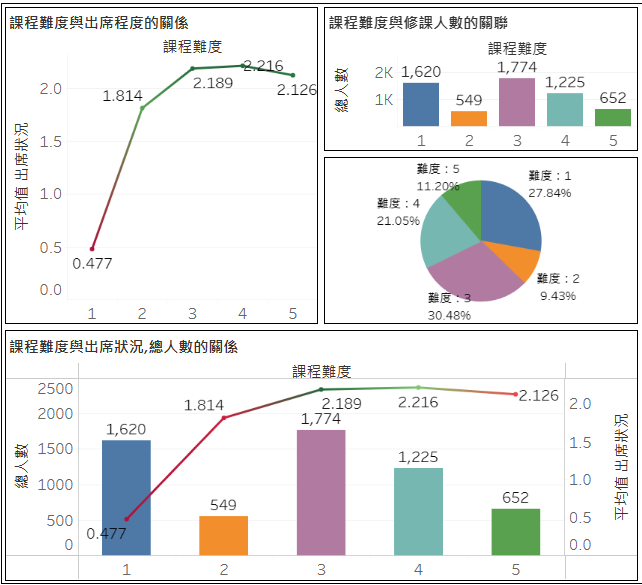 課程難度與出席程度的關係
課程難度
平均值 出席狀況
2.0
1.5
1.0
0.5
0.0
0.477
1.814
2.189
2.216
2.126
1 2 3 4 5
課程難度與修課人數的關聯
課程難度
總人數
2K
1K
1,620
549
1,774
1,225
652
1 2 3 4 5
難度：5
11.20%
難度：1
27.84%
難度：4
21.05%
難度：2
9.43%
難度：3
30.48%
課程難度與出席狀況,總人數的關係
課程難度
總人數
2500
2000
1500
1000
500
0
1,620
549
1,774
1,225
652
0.477
1.814
2.189
2.216
2.126
2.0
1.5
1.0
0.5
0.0
平均值 出席狀況
1 2 3 4 5